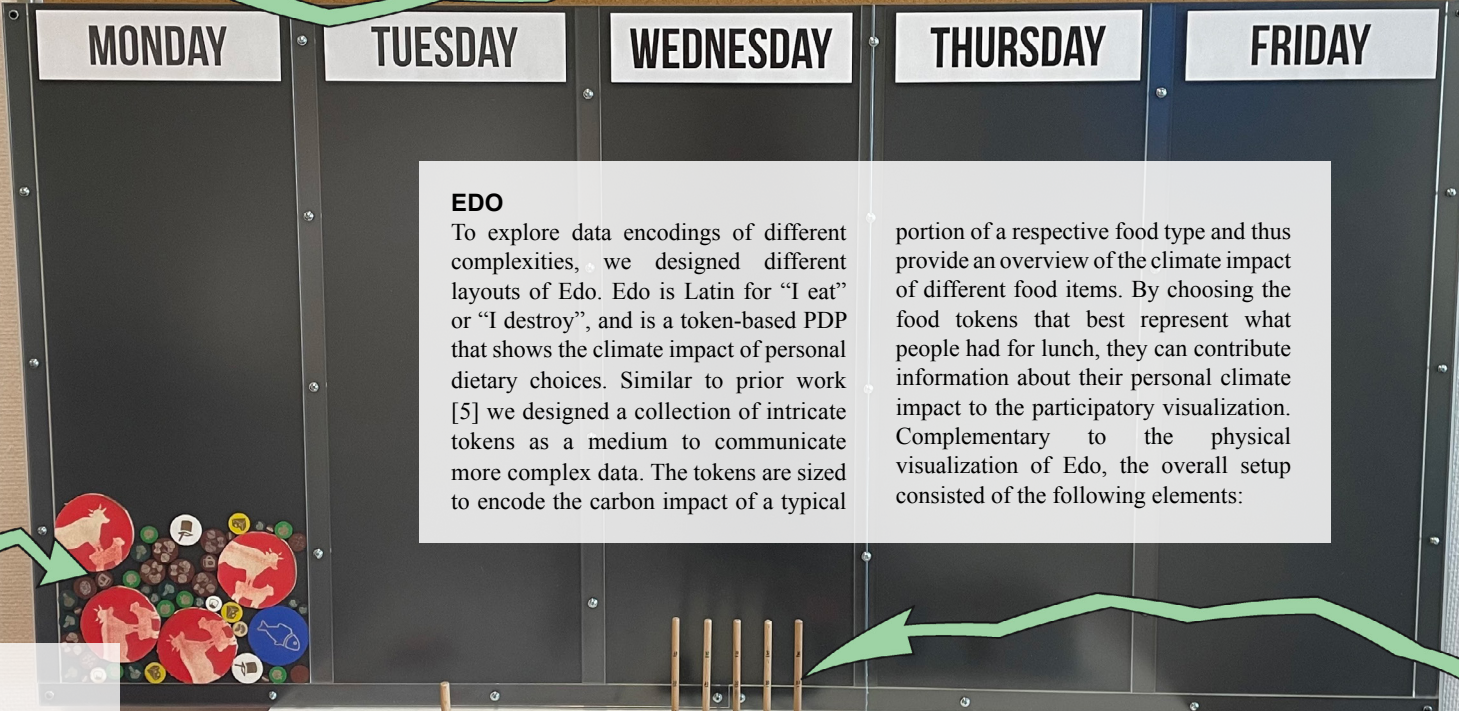 MONDAY
TUESDAY
WEDNESDAY
THURSDAY
FRIDAY
EDO
To explore data encodings of different
complexities, we designed different
layouts of Edo. Edo is Latin for “I eat”
or “I destroy”, and is a token-based PDP
that shows the climate impact of personal
dietary choices. Similar to prior work
[5] we designed a collection of intricate
tokens as a medium to communicate
more complex data. The tokens are sized
to encode the carbon impact of a typical
portion of a respective food type and thus
provide an overview of the climate impact
of different food items. By choosing the
food tokens that best represent what
people had for lunch, they can contribute
information about their personal climate
impact to the participatory visualization.
Complementary to the physical
visualization of Edo, the overall setup
consisted of the following elements: